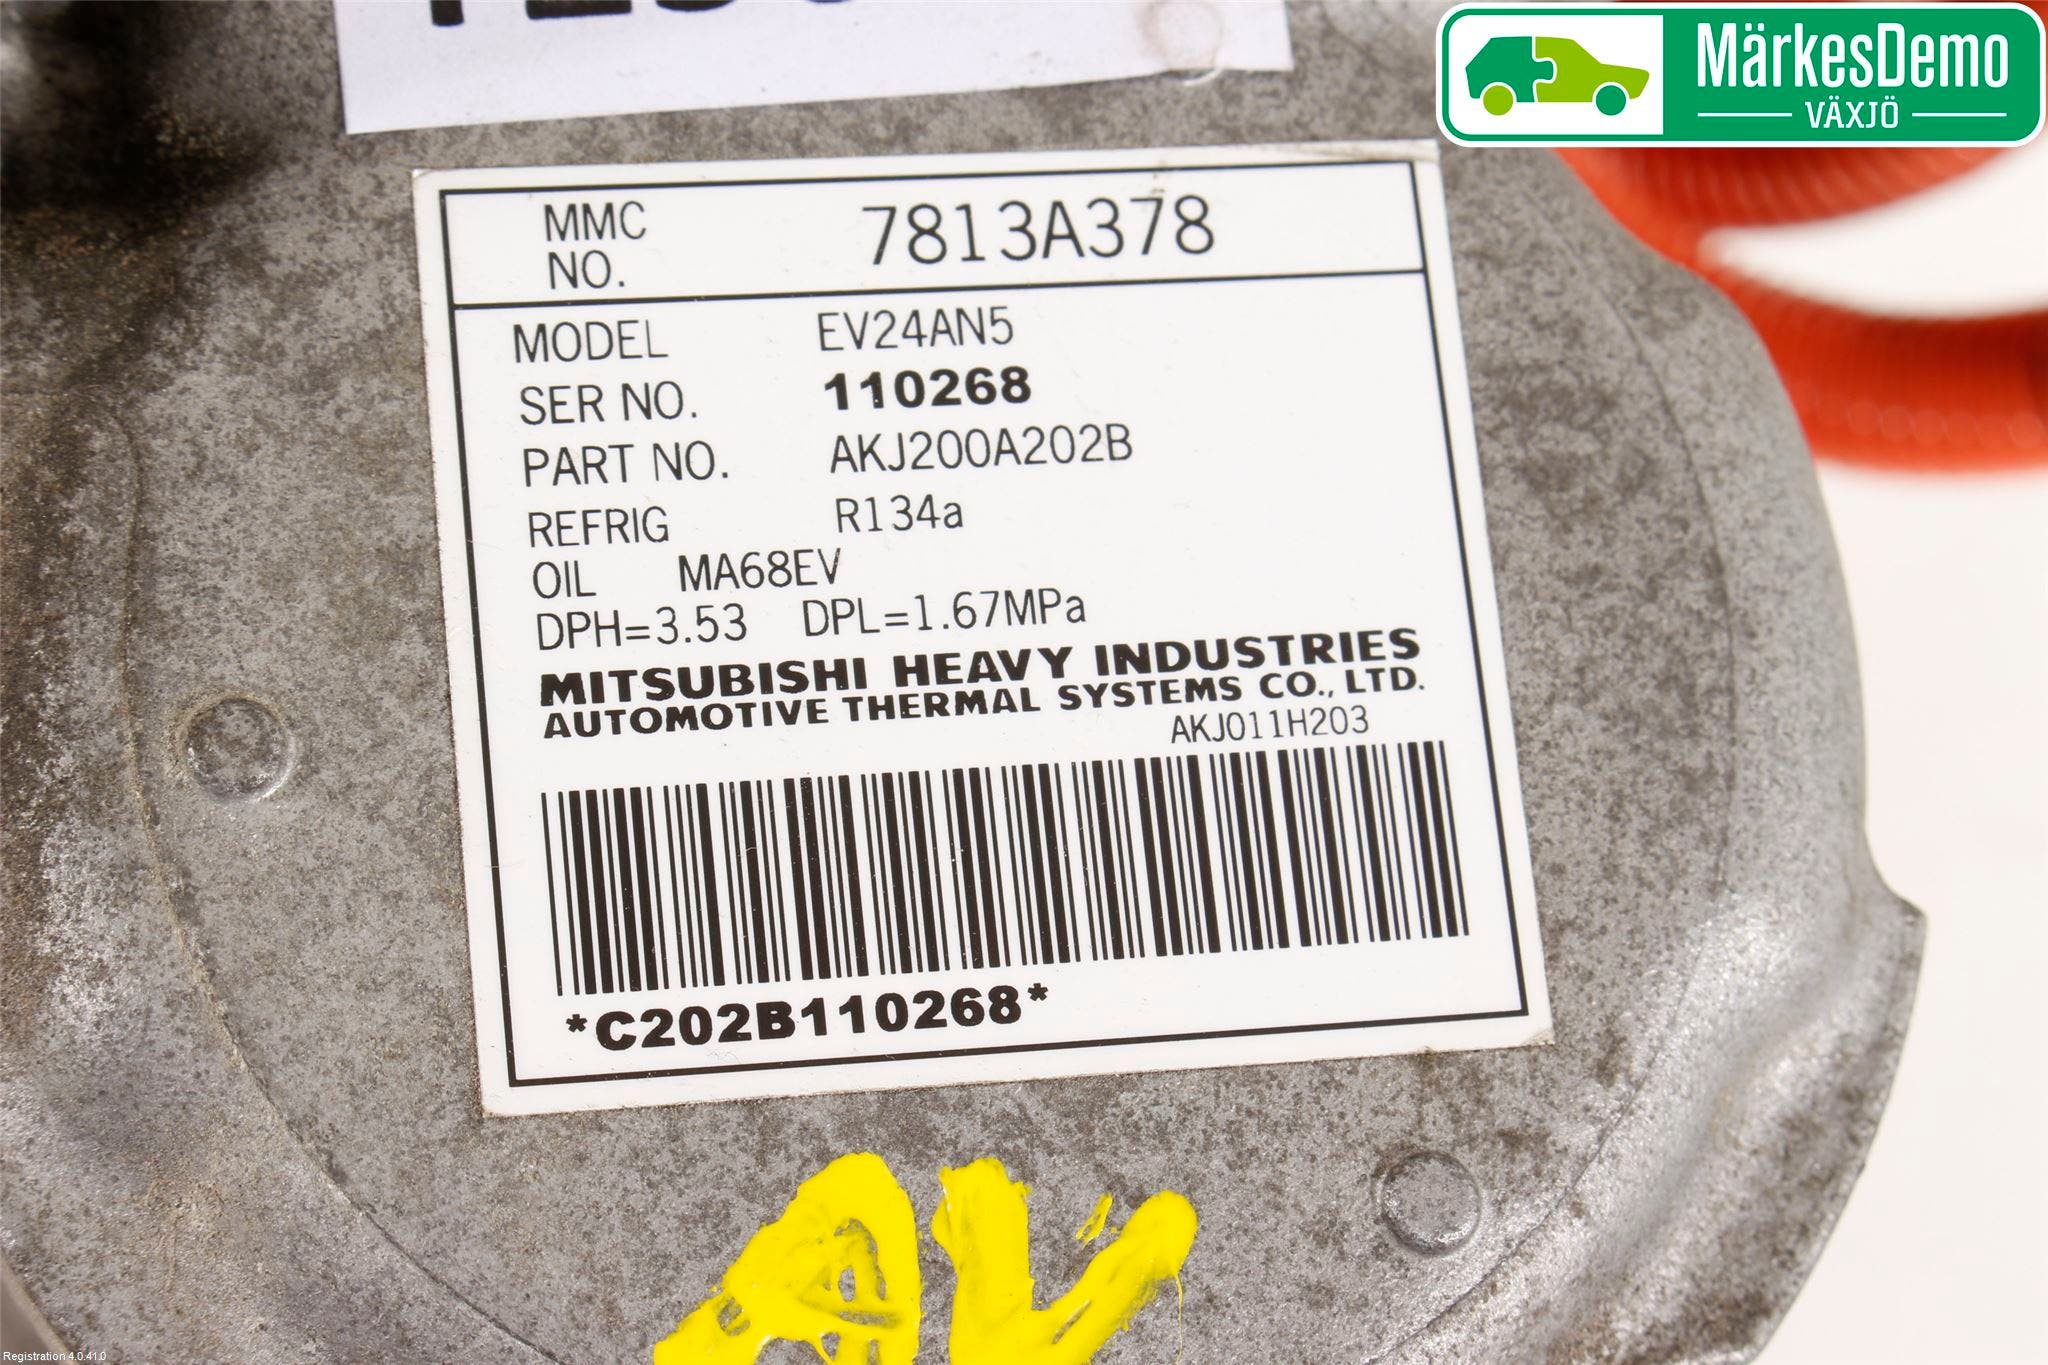 MärkesDemo
VÄXJÖ
MMC NO. 7813A378
MODEL EV24AN5
SER NO. 110268
PART NO. AKJ200A202B
REFRIG R134a
OIL MA68EV
DPH=3.53 DPL=1.67MPa
MITSUBISHI HEAVY INDUSTRIES
AUTOMOTIVE THERMAL SYSTEMS CO., LTD.
AKJ011H203
*C202B110268*
Registration 4.0.41.0